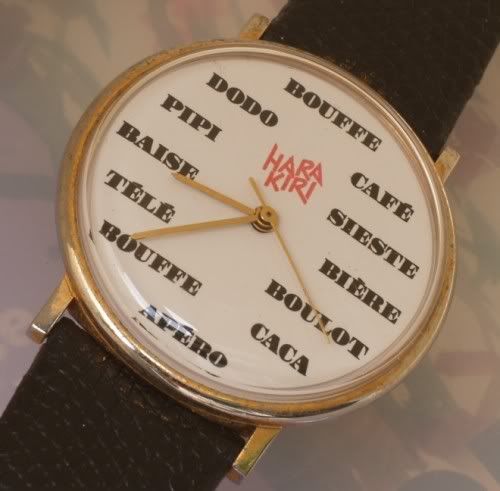 BOUFFE
CAFÉ
SIESTE
BIÈRE
BOULOT
CACA
APÉRO
BOUFFE
TÉLÉ
BAISE
PIPI
DODO
HARA
KIRI